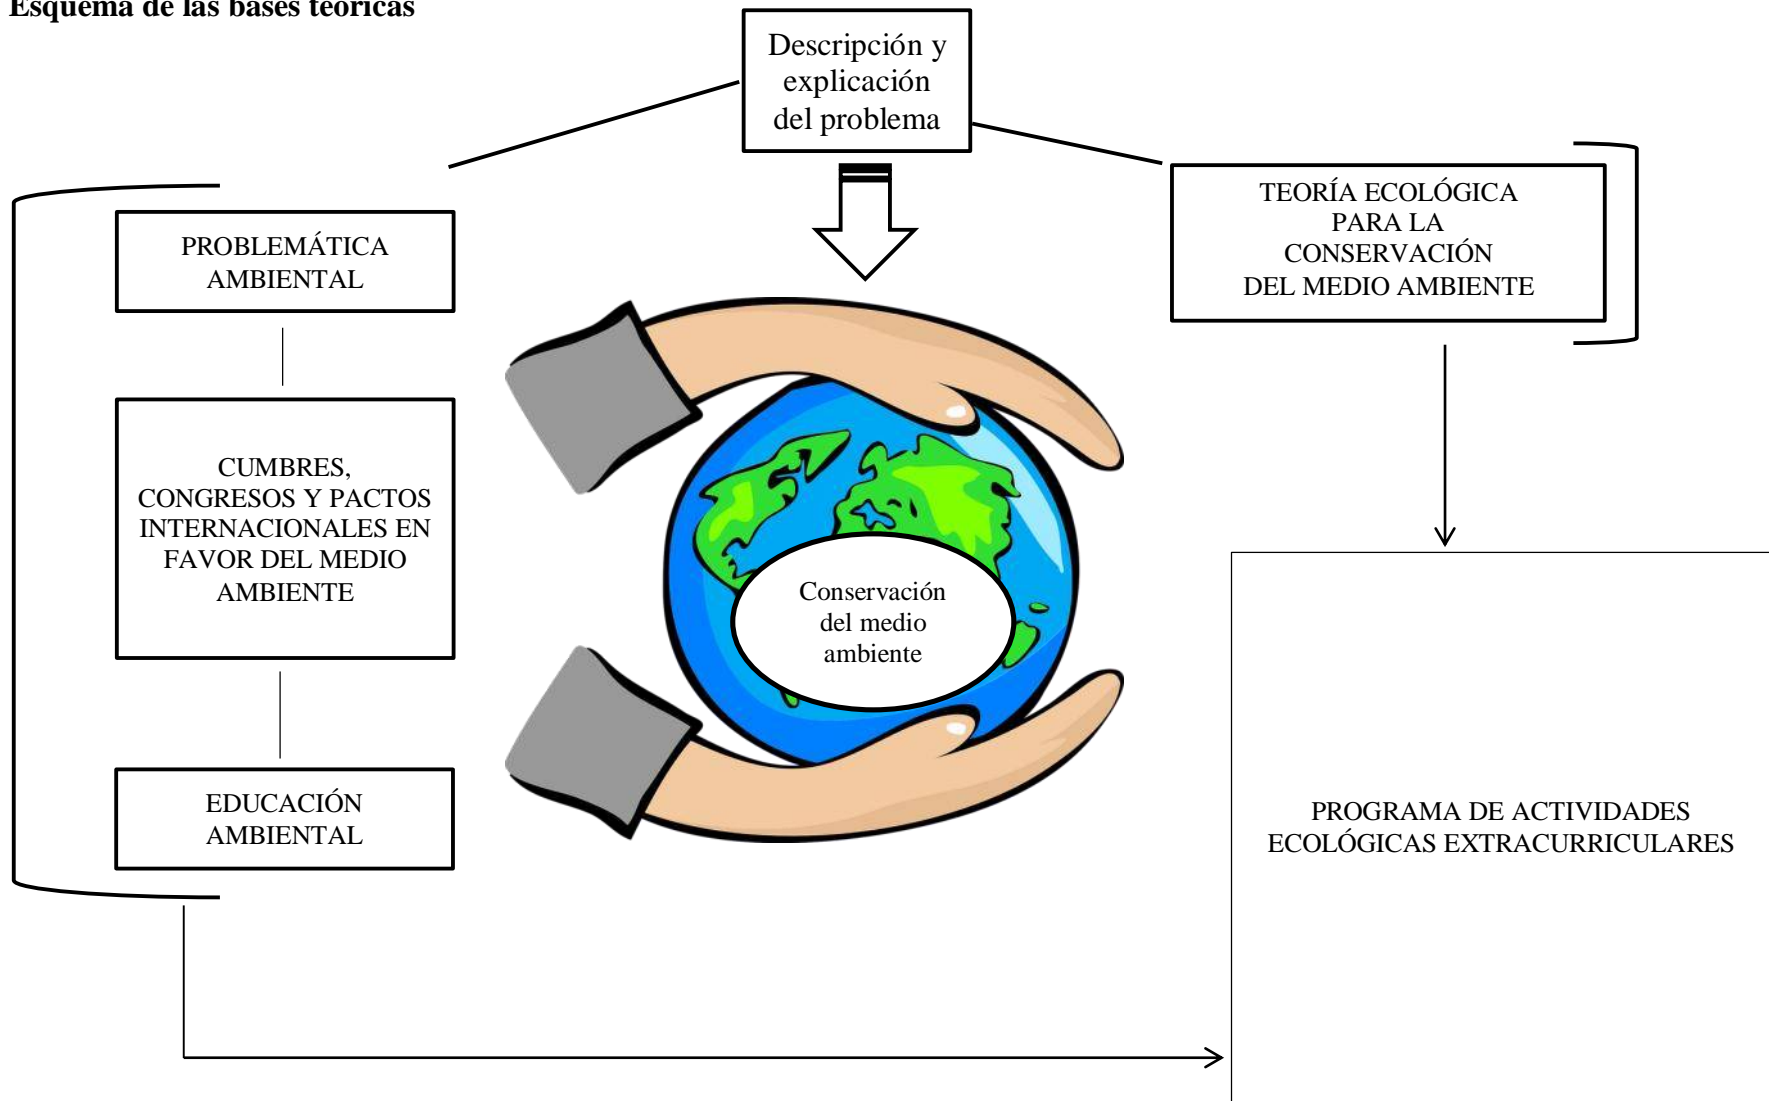 Esquema de las bases teóricas
Descripción y
explicación
del problema
PROBLEMÁTICA
AMBIENTAL
TEORÍA ECOLÓGICA
PARA LA
CONSERVACIÓN
DEL MEDIO AMBIENTE
CUMBRES,
CONGRESOS Y PACTOS
INTERNACIONALES EN
FAVOR DEL MEDIO
AMBIENTE
Conservación
del medio
ambiente
EDUCACIÓN
AMBIENTAL
PROGRAMA DE ACTIVIDADES
ECOLÓGICAS EXTRACURRICULARES